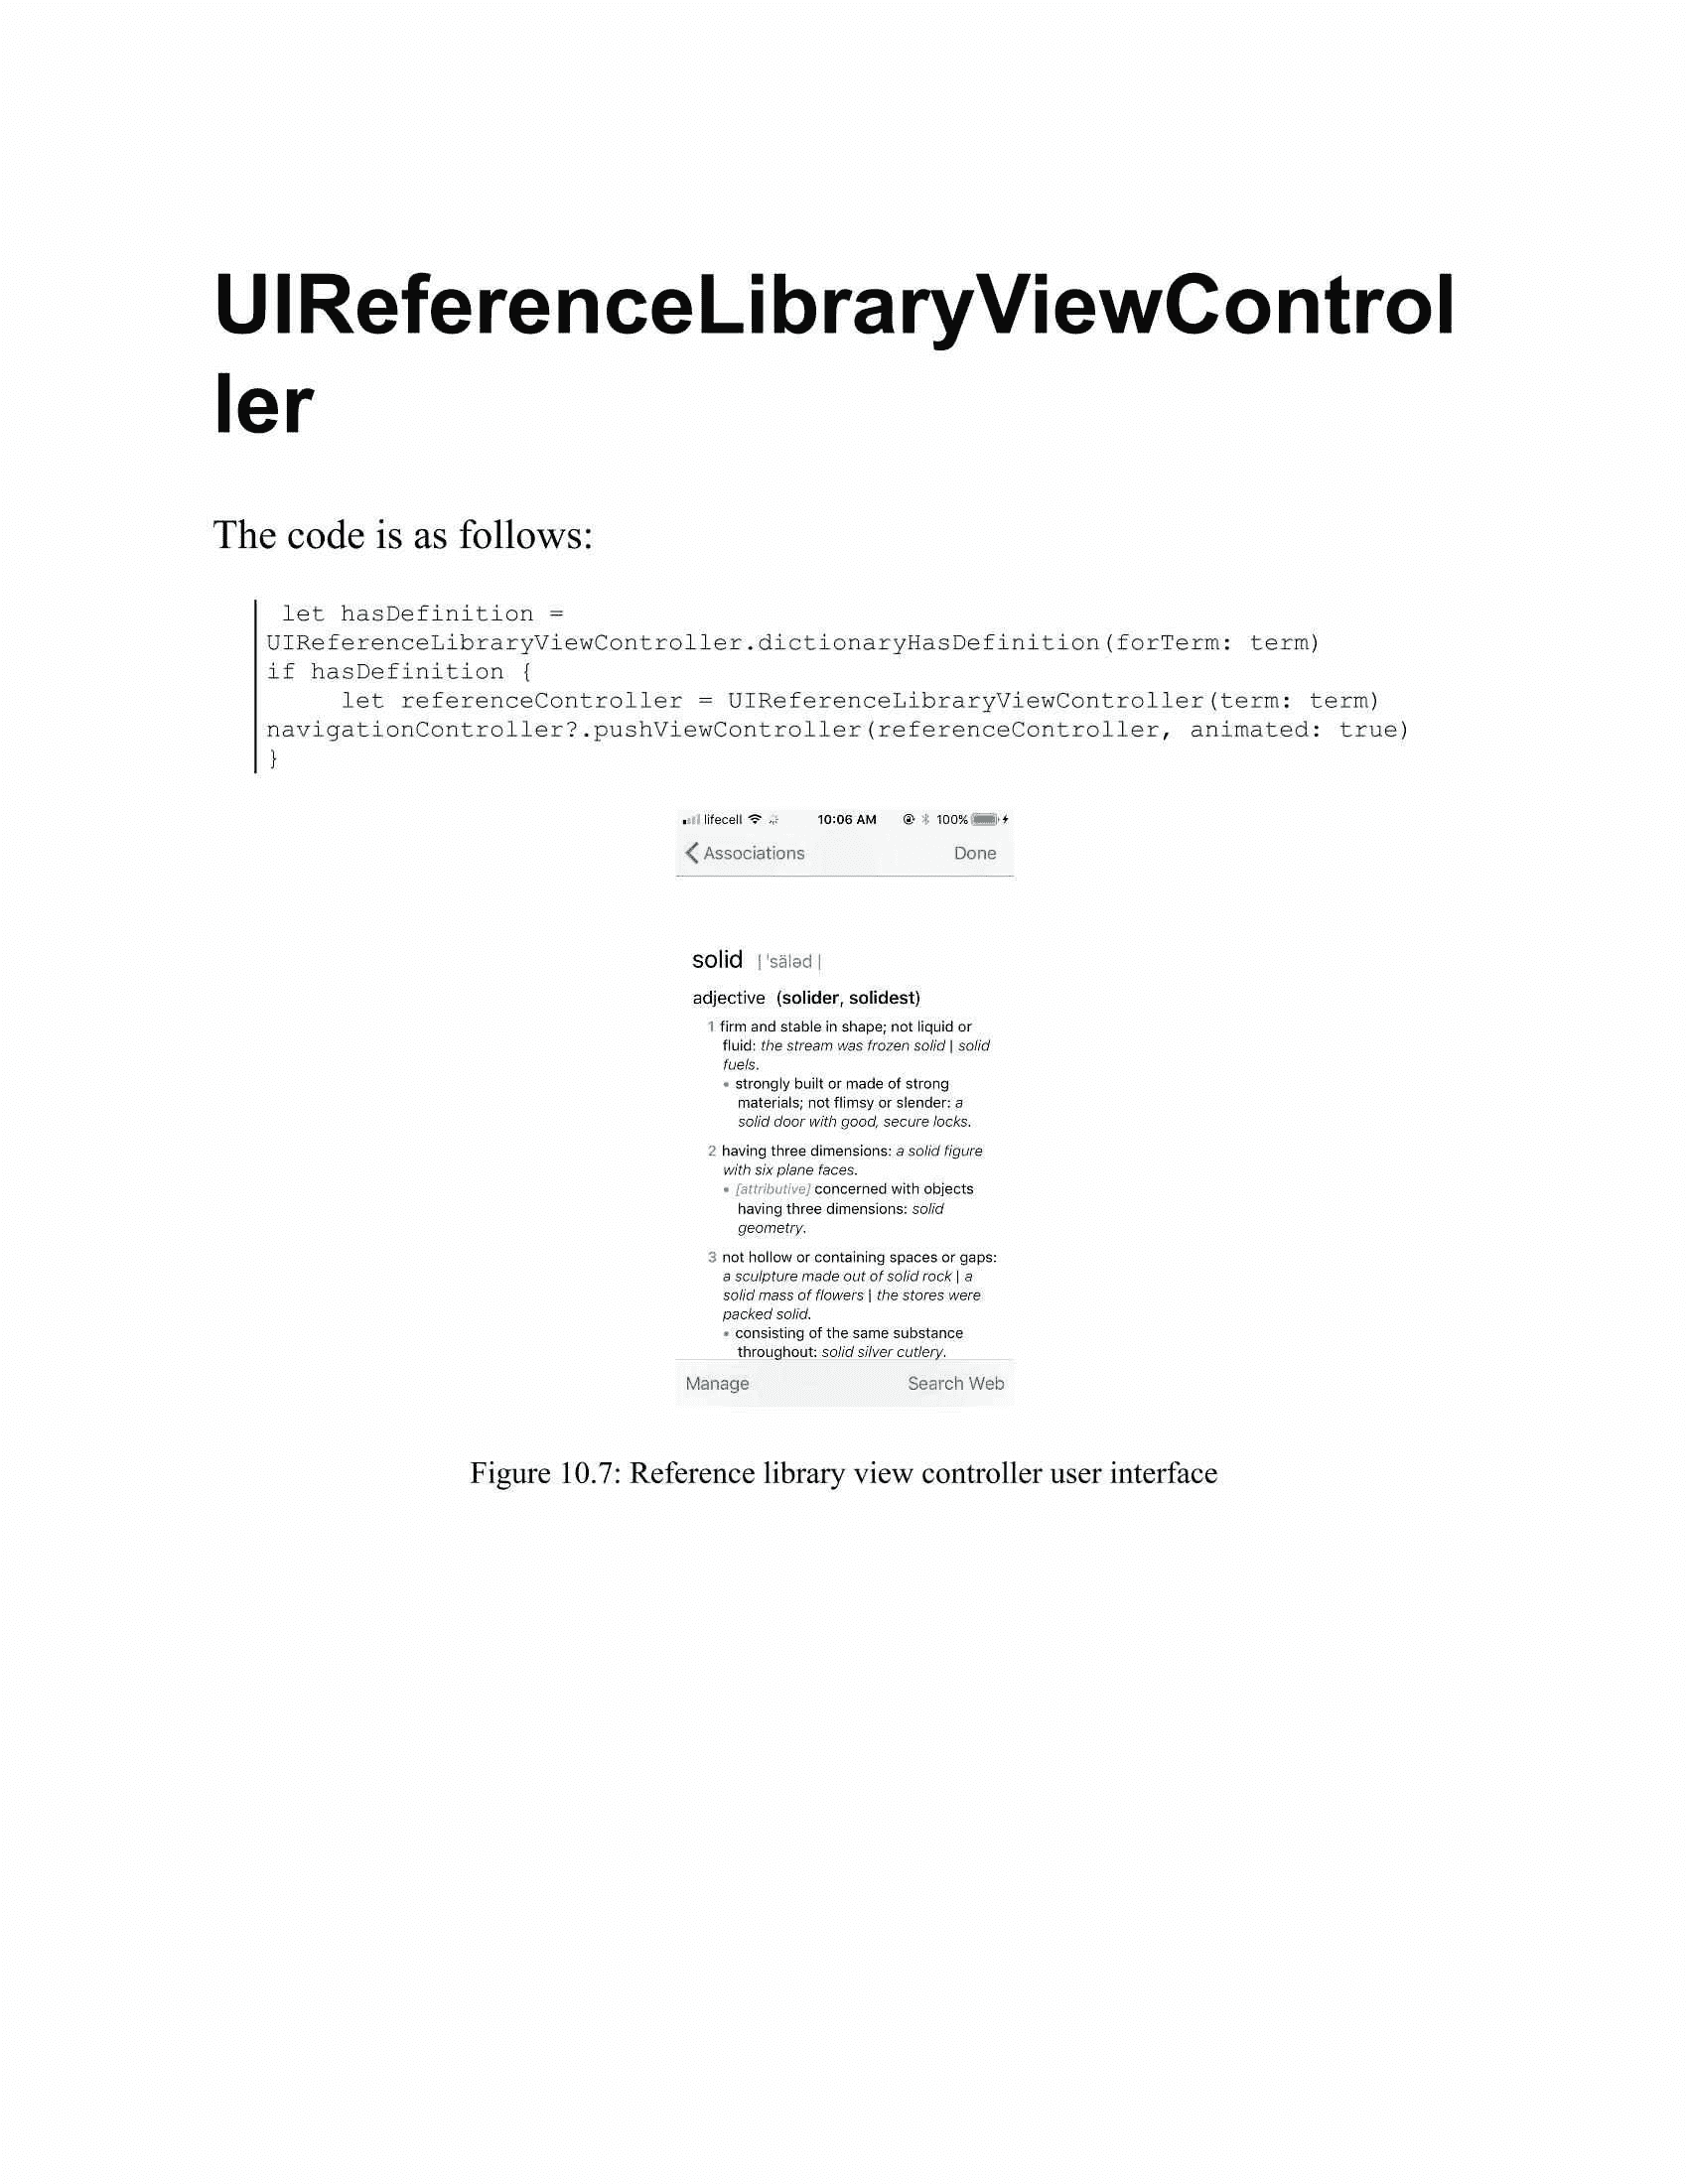 UIReferenceLibraryViewControl
ler
The code is as follows:
let hasDefinition =
UIReferenceLibraryViewController.dictionaryHasDefinition(forTerm: term)
if hasDefinition {
let referenceController = UIReferenceLibraryViewController(term: term)
navigationController?.pushViewController(referenceController, animated: true)
}
lifecell 10:06 AM 100%
Associations Done
solid | ˈsäləd |
adjective (solider, solidest)
1 firm and stable in shape; not liquid or
fluid: the stream was frozen solid | solid
fuels.
• strongly built or made of strong
materials; not flimsy or slender: a
solid door with good, secure locks.
2 having three dimensions: a solid figure
with six plane faces.
• [attributive] concerned with objects
having three dimensions: solid
geometry.
3 not hollow or containing spaces or gaps:
a sculpture made out of solid rock | a
solid mass of flowers | the stores were
packed solid.
• consisting of the same substance
throughout: solid silver cutlery.
Manage Search Web
Figure 10.7: Reference library view controller user interface